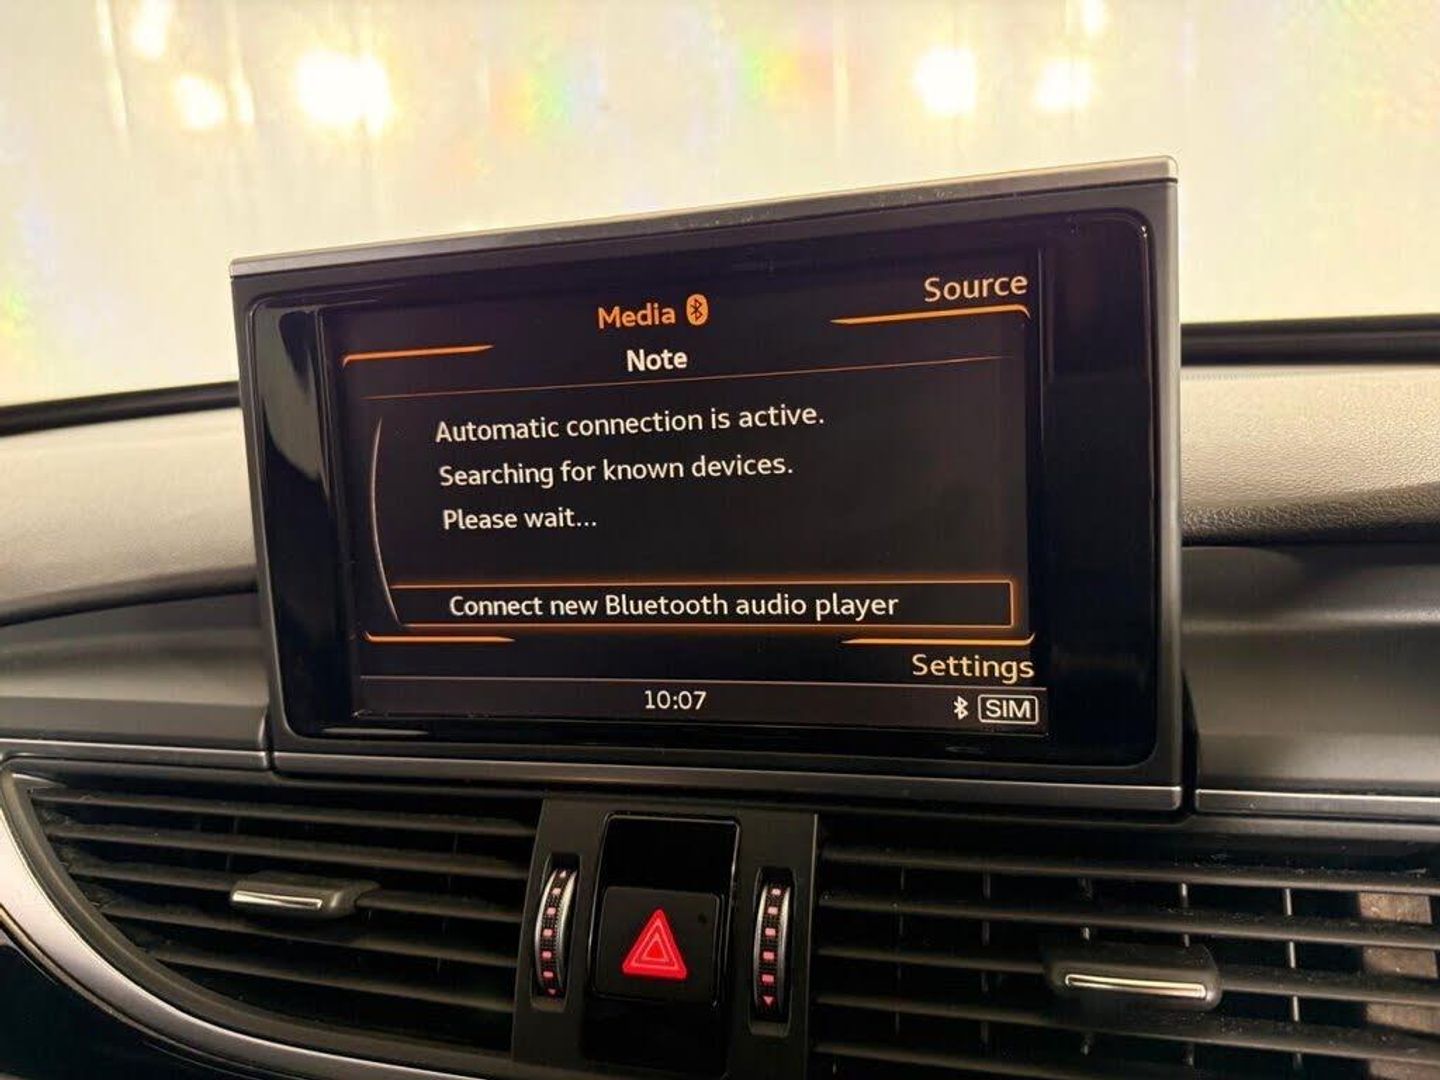 Source
Media
Note
Automatic connection is active.
Searching for known devices.
Please wait...
Connect new Bluetooth audio player
Settings
10:07
SIM